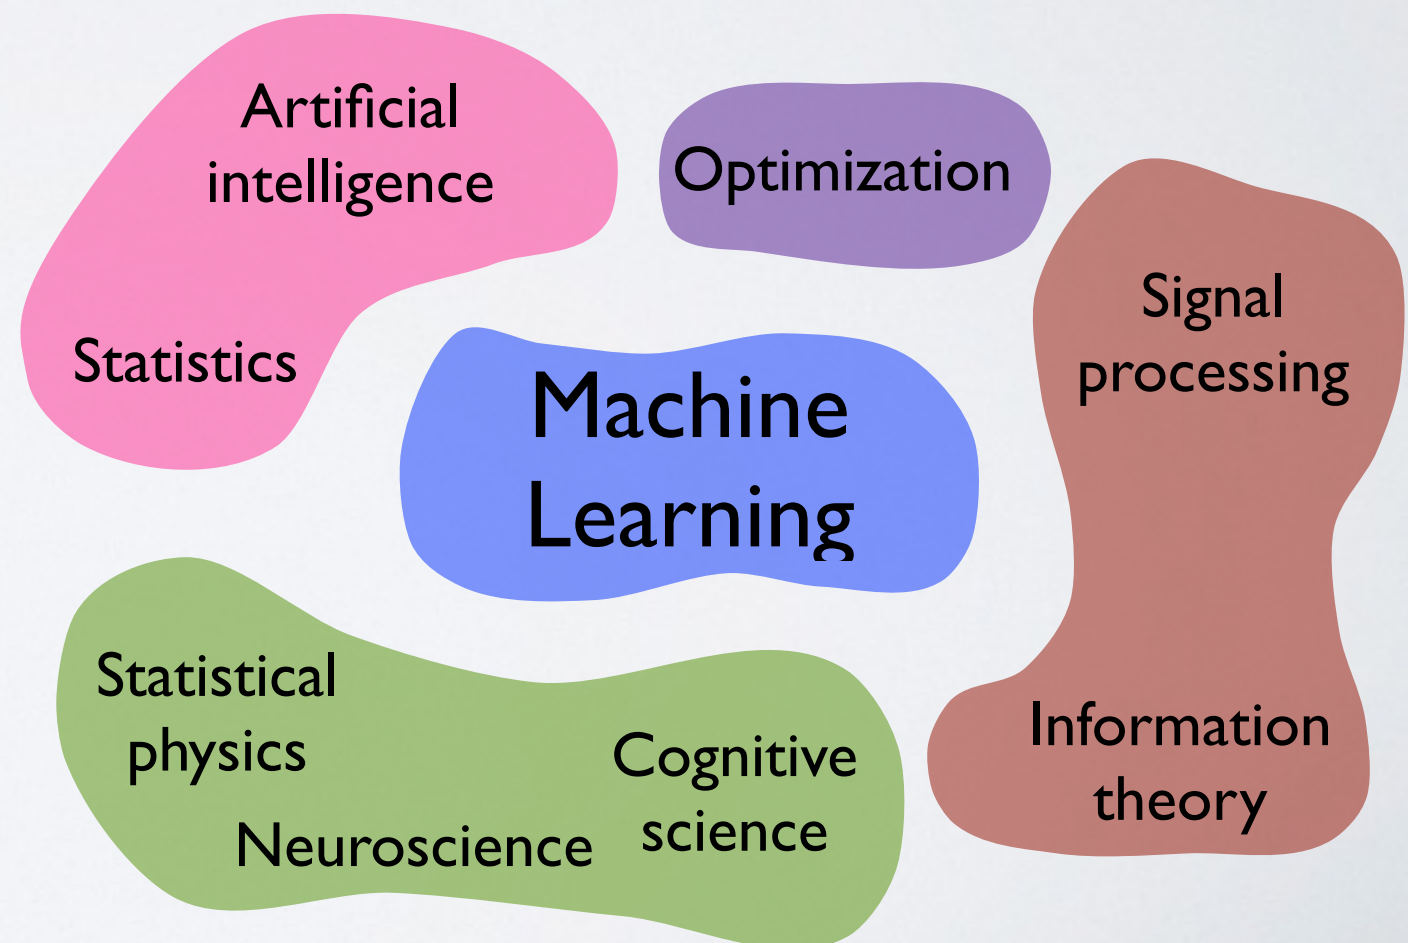 Artificial
intelligence
Optimization
Signal
processing
Statistics
Machine
Learning
Statistical
physics
Neuroscience
Cognitive
science
Information
theory